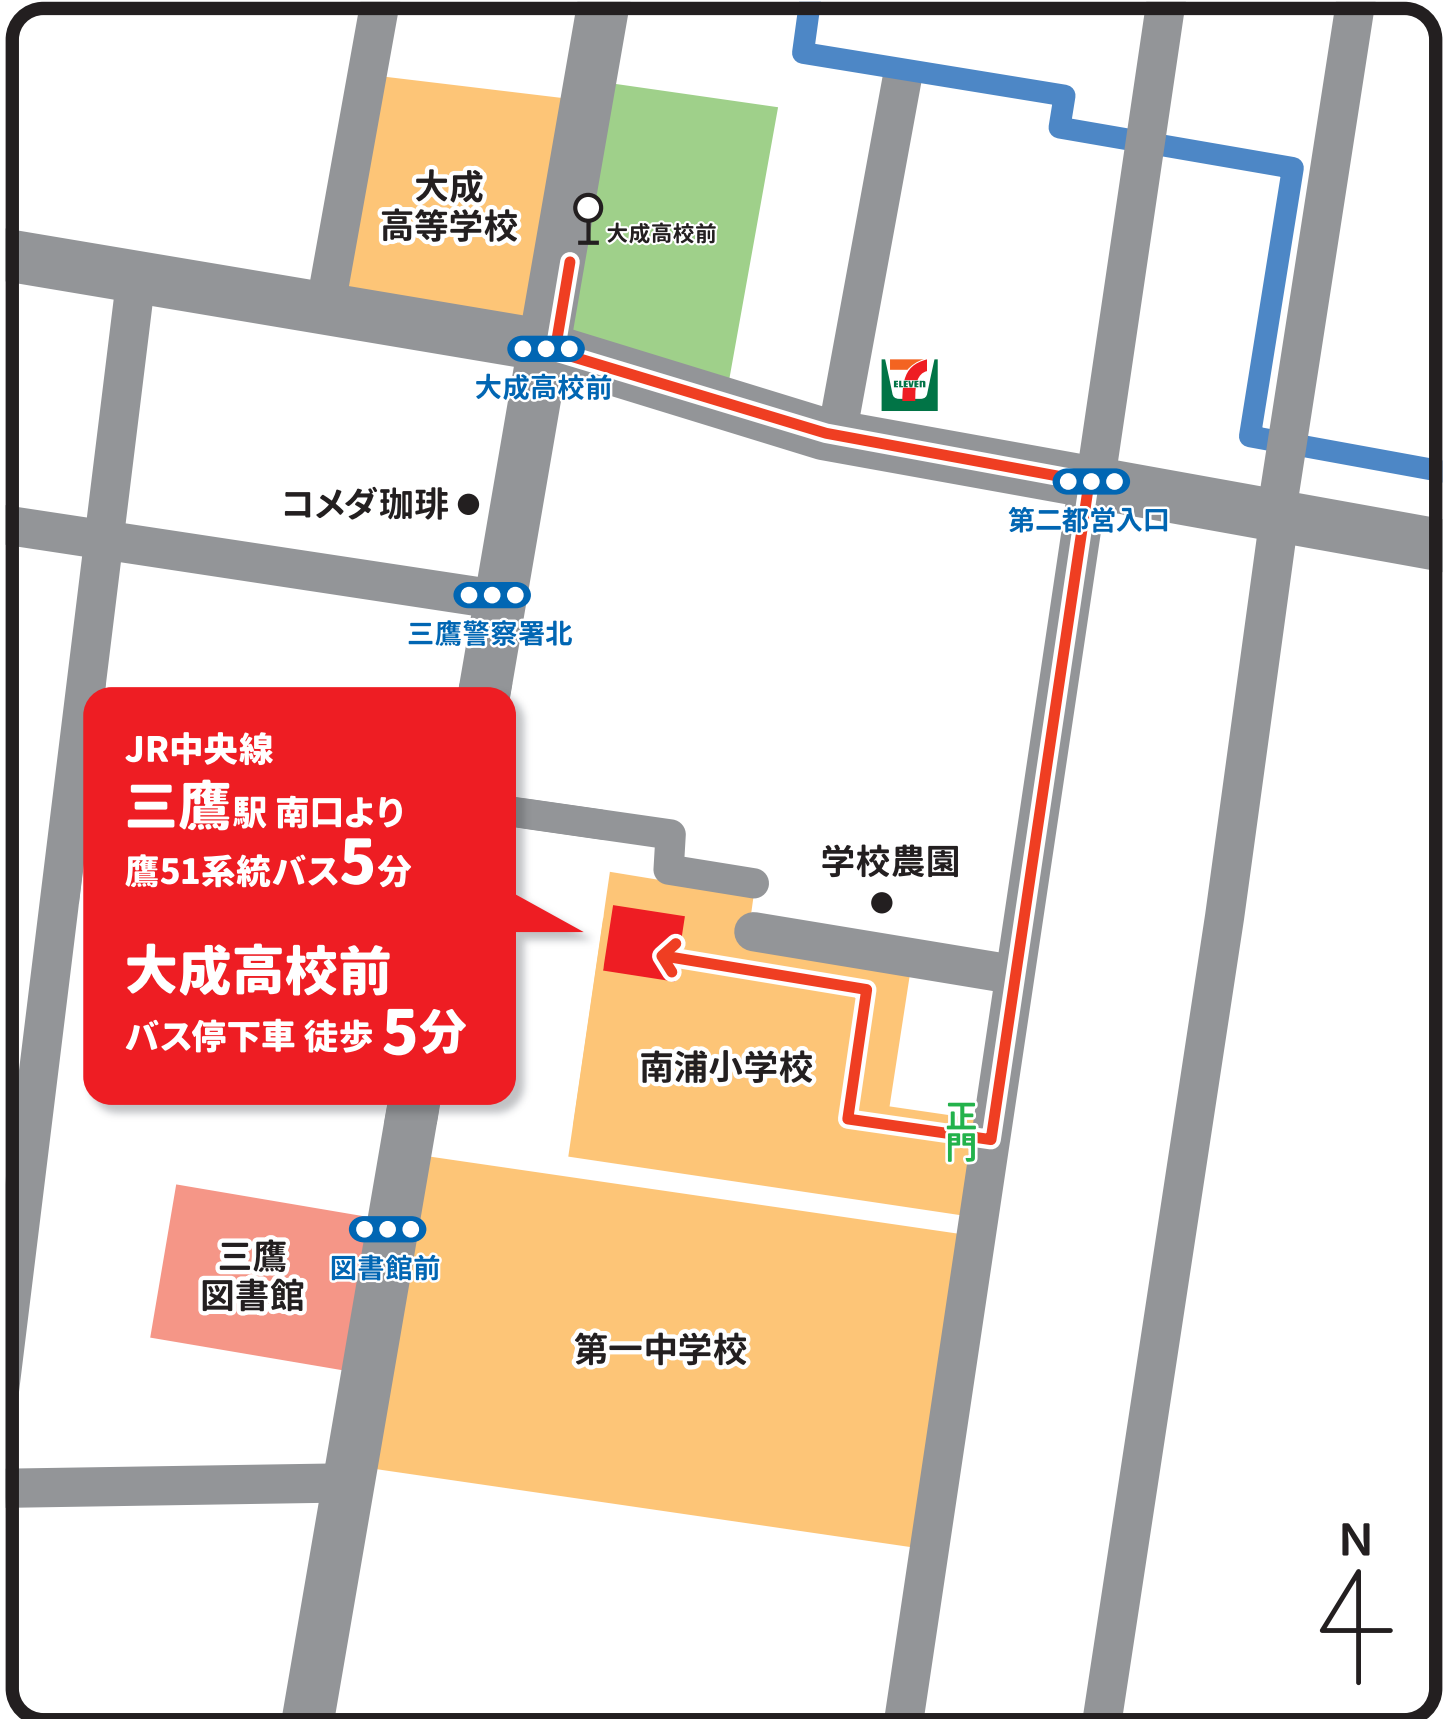 大成
高等学校
大成高校前
大成高校前
7
ELEVEn
第二都営入口
コメダ珈琲
三鷹警察署北
JR中央線
三鷹駅 南口より
鷹51系統バス5分
大成高校前
バス停下車 徒歩 5分
学校農園
南浦小学校
正門
三鷹
図書館
図書館前
第一中学校
N